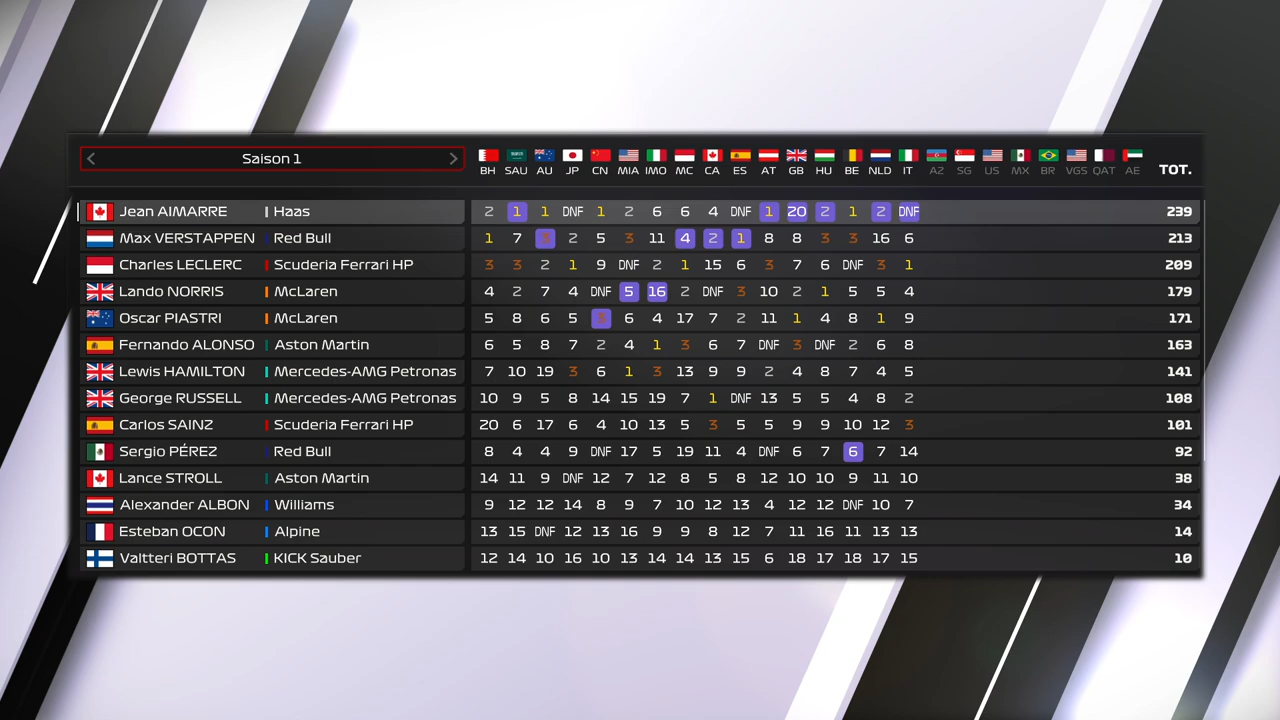 Saison 1 BH SAU AU JP CN MIA IMO MC CA ES AT GB HU BE NLD IT AZ SG US MX BR VGS QAT AE TOT.
Jean AIMARRE Haas 2 1 1 DNF 1 2 6 6 4 DNF 1 20 2 1 2 DNF 239
Max VERSTAPPEN Red Bull 1 7 3 2 5 3 11 4 2 1 8 8 3 3 16 6 213
Charles LECLERC Scuderia Ferrari HP 3 3 2 1 9 DNF 2 1 15 6 3 7 6 DNF 3 1 209
Lando NORRIS McLaren 4 2 7 4 DNF 5 16 2 DNF 3 10 2 1 5 5 4 179
Oscar PIASTRI McLaren 5 8 6 5 3 6 4 17 7 2 11 1 4 8 1 9 171
Fernando ALONSO Aston Martin 6 5 8 7 2 4 1 3 6 7 DNF 3 DNF 2 6 8 163
Lewis HAMILTON Mercedes-AMG Petronas 7 10 19 3 6 1 3 13 9 9 2 4 8 7 4 5 141
George RUSSELL Mercedes-AMG Petronas 10 9 5 8 14 15 19 7 1 DNF 13 5 5 4 8 2 108
Carlos SAINZ Scuderia Ferrari HP 20 6 17 6 4 10 13 5 3 5 5 9 9 10 12 3 101
Sergio PÉREZ Red Bull 8 4 4 9 DNF 17 5 19 11 4 DNF 6 7 6 7 14 92
Lance STROLL Aston Martin 14 11 9 DNF 12 7 12 8 5 8 12 10 10 9 11 10 38
Alexander ALBON Williams 9 12 12 14 8 9 7 10 12 13 4 12 12 DNF 10 7 34
Esteban OCON Alpine 13 15 DNF 12 13 16 9 9 8 12 7 11 16 11 13 13 14
Valtteri BOTTAS KICK Sauber 12 14 10 16 10 13 14 14 13 15 6 18 17 18 17 15 10